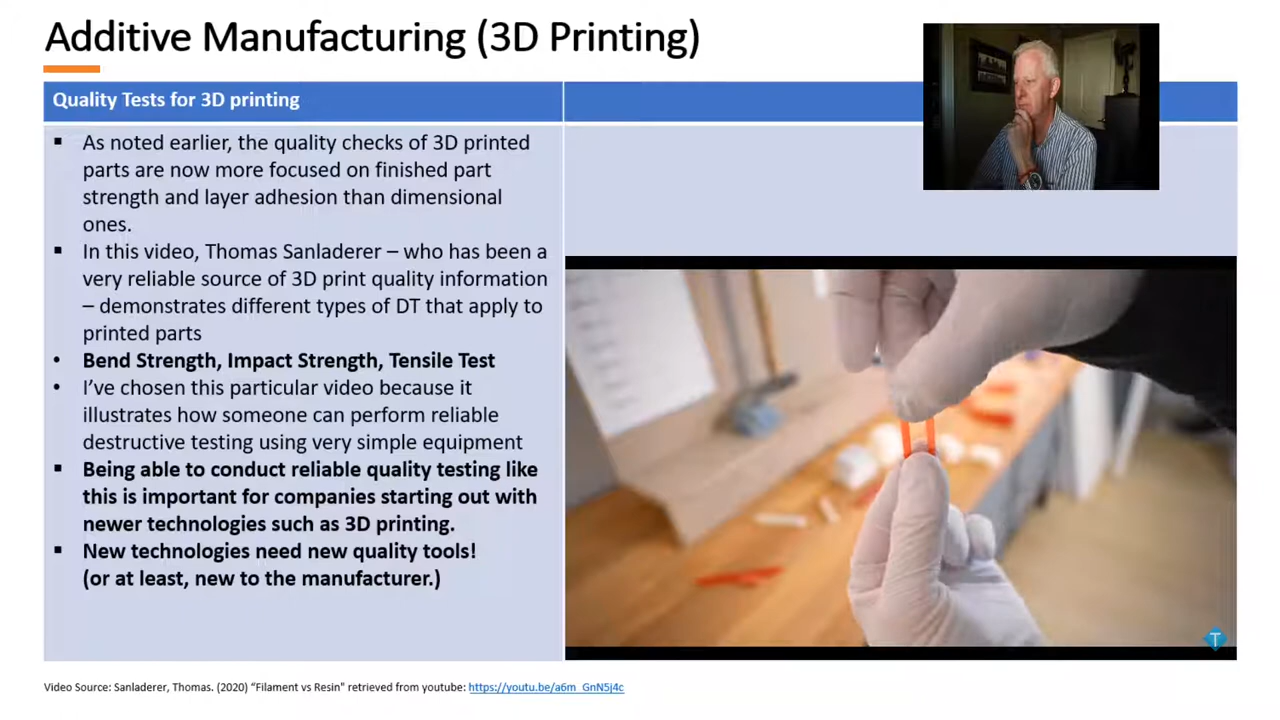 Additive Manufacturing (3D Printing)
Quality Tests for 3D printing
▪ As noted earlier, the quality checks of 3D printed
parts are now more focused on finished part
strength and layer adhesion than dimensional
ones.
▪ In this video, Thomas Sanladerer – who has been a
very reliable source of 3D print quality information
– demonstrates different types of DT that apply to
printed parts
• Bend Strength, Impact Strength, Tensile Test
• I've chosen this particular video because it
illustrates how someone can perform reliable
destructive testing using very simple equipment
▪ Being able to conduct reliable quality testing like
this is important for companies starting out with
newer technologies such as 3D printing.
▪ New technologies need new quality tools!
(or at least, new to the manufacturer.)
T
Video Source: Sanladerer, Thomas. (2020) “Filament vs Resin" retrieved from youtube: https://youtu.be/a6m_GnN5j4c